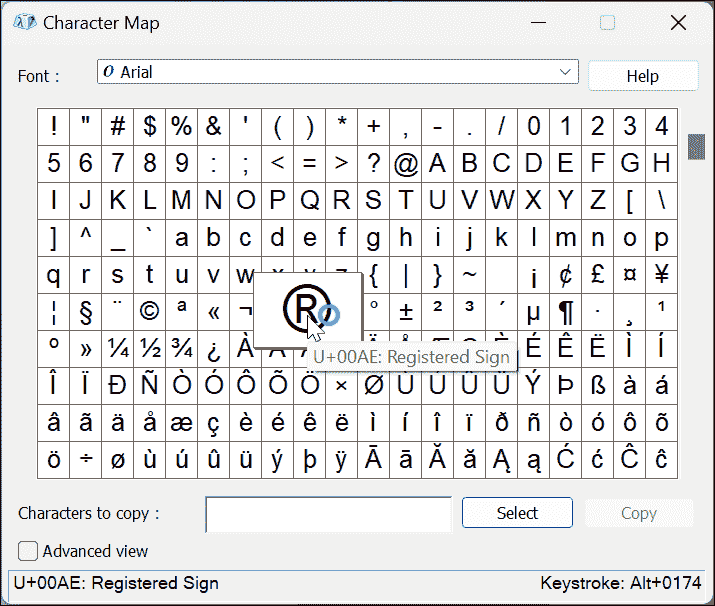 Character Map
Font : O Arial Help
! " # $ % & ' ( ) * + , - . / 0 1 2 3 4
5 6 7 8 9 : ; < = > ? @ A B C D E F G H
I J K L M N O P Q R S T U V W X Y Z [ \
] ^ _ ` a b c d e f g h i j k l m n o p
q r s t u v w x y z { | } ~ ¡ ¢ £ ¤ ¥
¦ § ¨ © ª « ¬ ® ° ± ² ³ ´ µ ¶ · ¸ ¹
º » ¼ ½ ¾ ¿ À É Ê Ë Ì Í
U+00AE: Registered Sign
Î Ï Ð Ñ Ò Ó Ô Õ Ö × Ø Ù Ú Û Ü Ý Þ ß à á
â ã ä å æ ç è é ê ë ì í î ï ð ñ ò ó ô õ
ö ÷ ø ù ú û ü ý þ ÿ Ā ā Ă ă Ą ą Ć ć Ĉ ĉ
Characters to copy : Select Copy
Advanced view
U+00AE: Registered Sign Keystroke: Alt+0174